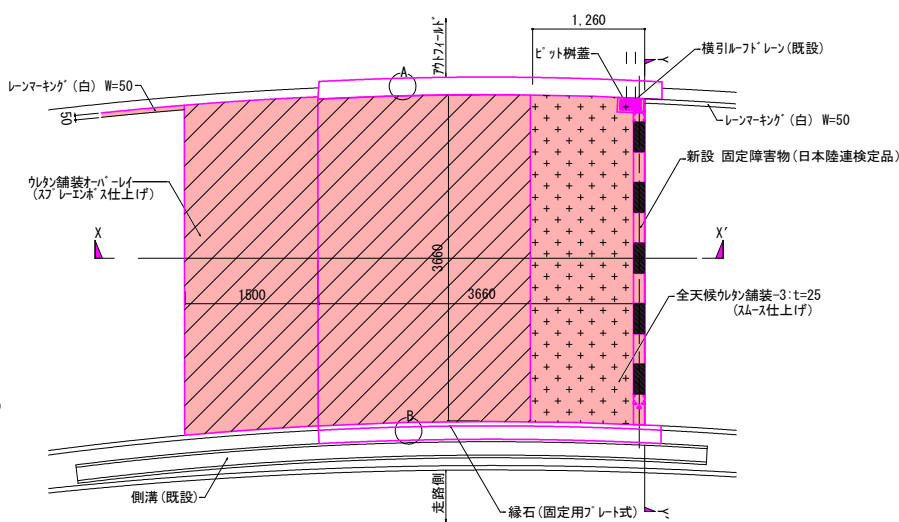 1,260
アウトフィールド
ピット桝蓋
横引ルーフドレーン(既設)
Y
A
レーンマーキング(白) W=50
50
レーンマーキング(白) W=50
新設 固定障害物(日本陸連検定品)
ウレタン舗装オーバーレイ
(スプレーエンボス仕上げ)
X
X'
3660
1500
3660
全天候ウレタン舗装-3:t=25
(スムース仕上げ)
B
側溝(既設)
走路側
縁石(固定用プレート式)
Y